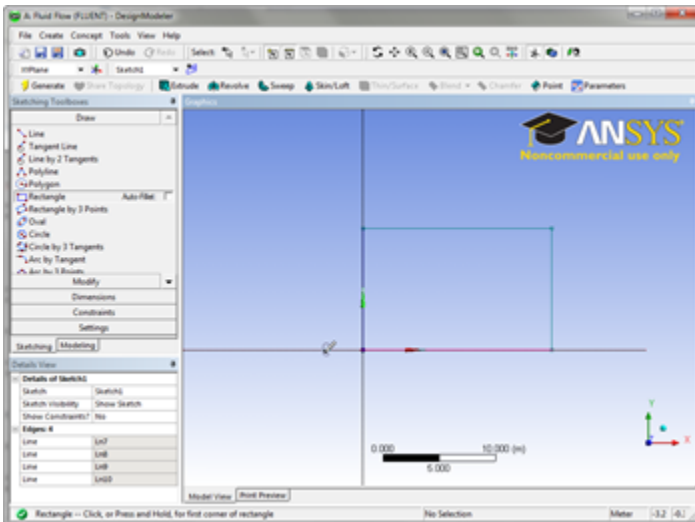 A: Fluid Flow (FLUENT) - DesignModeler
File Create Concept Tools View Help
Undo Redo Select:
XYPlane Sketch1
Generate Share Topology Extrude Revolve Sweep Skin/Loft Thin/Surface Blend Chamfer Point Parameters
Sketching Toolboxes
Draw
Line
Tangent Line
Line by 2 Tangents
Polyline
Polygon
Rectangle Auto-Fillet:
Rectangle by 3 Points
Oval
Circle
Circle by 3 Tangents
Arc by Tangent
Arc by 3 Points
Modify
Dimensions
Constraints
Settings
Sketching Modeling
Details View
Details of Sketch1
Sketch Sketch1
Sketch Visibility Show Sketch
Show Constraints? No
Edges: 4
Line Ln7
Line Ln8
Line Ln9
Line Ln10
Graphics
ANSYS
Noncommercial use only
0.000 10.000 (m)
5.000
Y
X
Model View Print Preview
Rectangle -- Click, or Press and Hold, for first corner of rectangle No Selection Meter